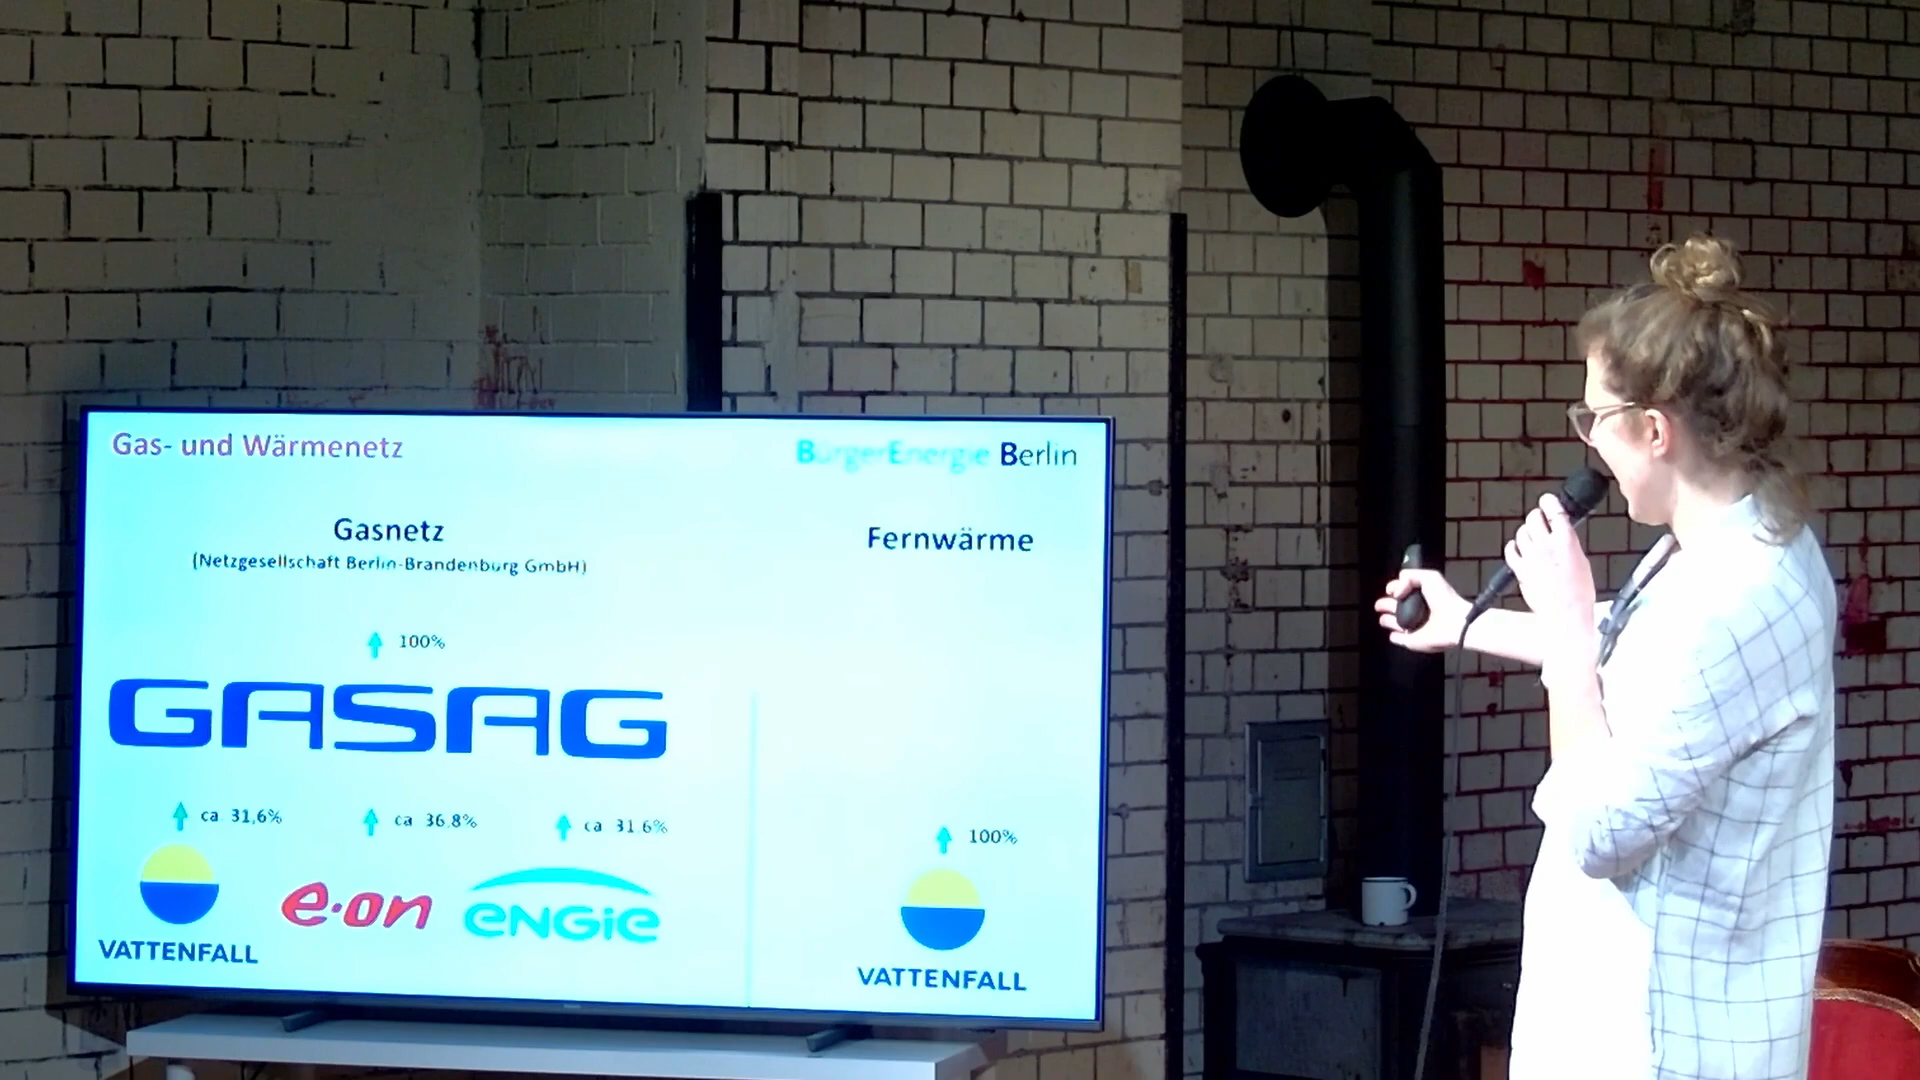 Gas- und Wärmenetz
BürgerEnergie Berlin
Gasnetz
(Netzgesellschaft Berlin-Brandenburg GmbH)
Fernwärme
100%
GASAG
ca 31,6%
ca 36.8%
ca 31.6%
100%
VATTENFALL
e·on
ENGie
VATTENFALL